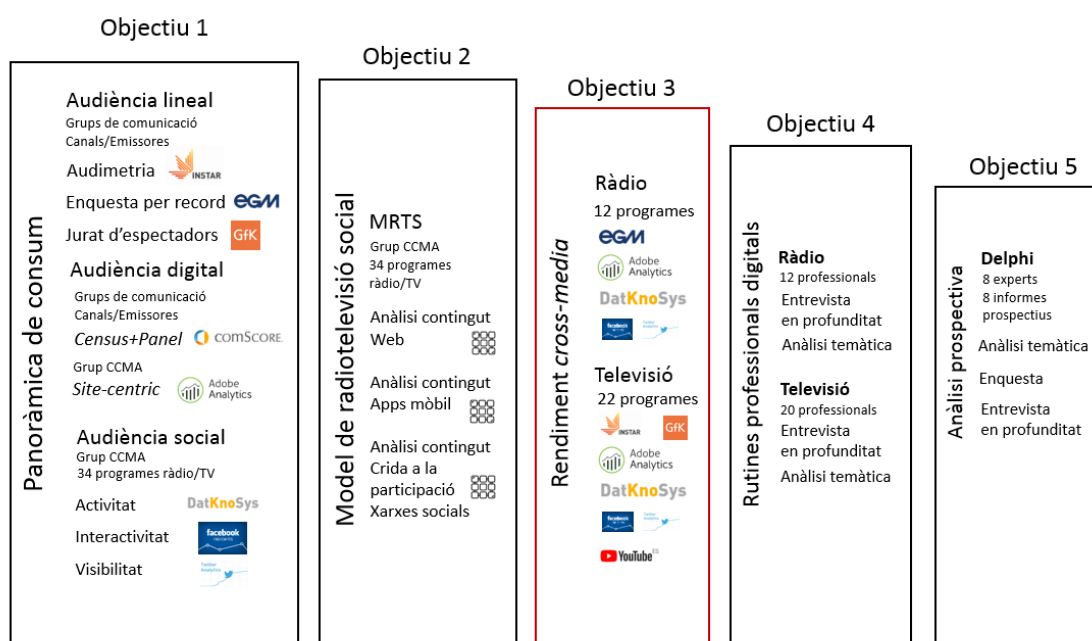 Objectiu 1
Panoràmica de consum
Audiència lineal
Grups de comunicació
Canals/Emissores
Audimetria
INSTAR
Enquesta per record
EGM
Jurat d'espectadors
GfK
Audiència digital
Grups de comunicació
Canals/Emissores
Census+Panel
comSCORE
Grup CCMA
Site-centric
Adobe
Analytics
Audiència social
Grup CCMA
34 programes ràdio/TV
Activitat
DatKnoSys
Interactivitat
facebook
Visibilitat
Twitter
Analytics
Objectiu 2
Model de radiotelevisió social
MRTS
Grup CCMA
34 programes
ràdio/TV
Anàlisi contingut
Web
Anàlisi contingut
Apps mòbil
Anàlisi contingut
Crida a la
participació
Xarxes socials
Objectiu 3
Rendiment cross-media
Ràdio
12 programes
EGM
Adobe
Analytics
DatKnoSys
facebook
Televisió
22 programes
INSTAR
GfK
Adobe
Analytics
DatKnoSys
facebook
YouTube ES
Objectiu 4
Rutines professionals digitals
Ràdio
12 professionals
Entrevista
en profunditat
Anàlisi temàtica
Televisió
20 professionals
Entrevista
en profunditat
Anàlisi temàtica
Objectiu 5
Anàlisi prospectiva
Delphi
8 experts
8 informes
prospectius
Anàlisi temàtica
Enquesta
Entrevista
en profunditat